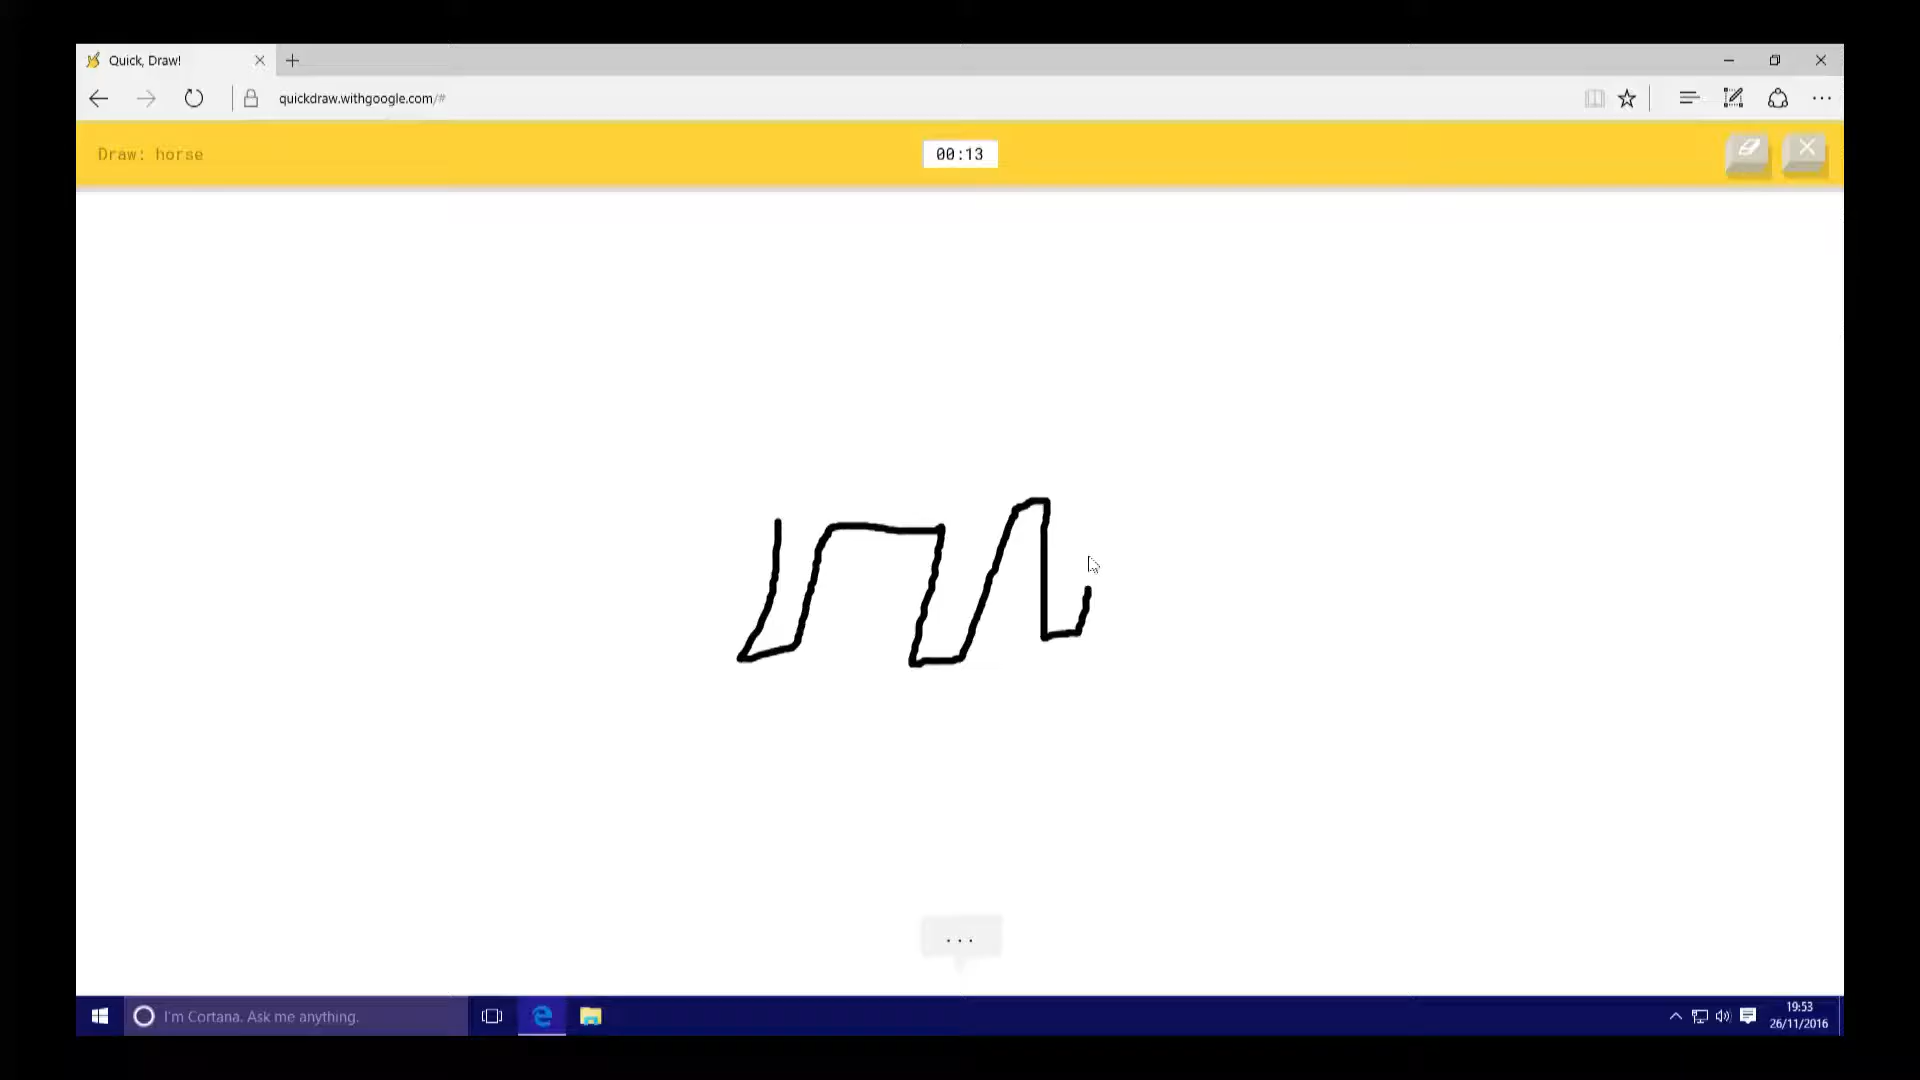 Quick, Draw!
quickdraw.withgoogle.com/#
Draw: horse
00:13
...
I'm Cortana. Ask me anything.
19:53
26/11/2016